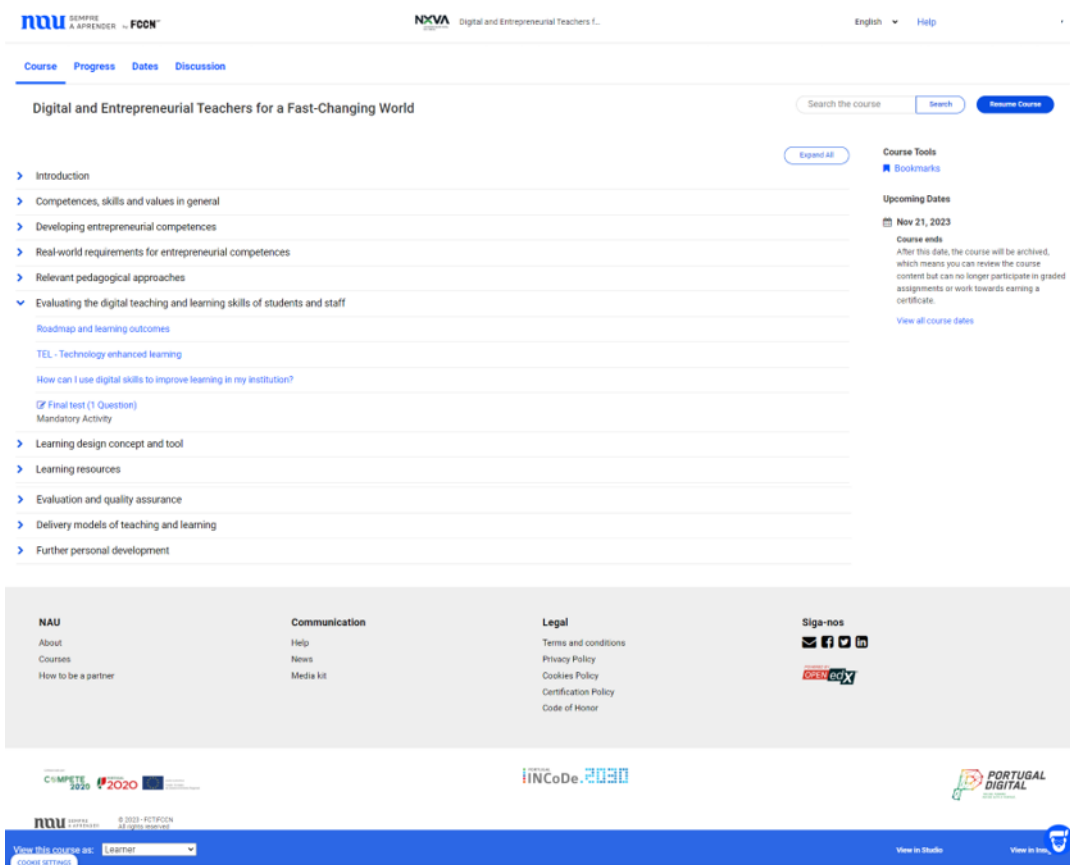 nau SEMPRE A APRENDER by FCCN
NXVA Digital and Entrepreneurial Teachers f...
English Help
Course Progress Dates Discussion
Digital and Entrepreneurial Teachers for a Fast-Changing World
Search the course Search Resume Course
Expand All
Introduction
Competences, skills and values in general
Developing entrepreneurial competences
Real-world requirements for entrepreneurial competences
Relevant pedagogical approaches
Evaluating the digital teaching and learning skills of students and staff
Roadmap and learning outcomes
TEL - Technology enhanced learning
How can I use digital skills to improve learning in my institution?
Final test (1 Question)
Mandatory Activity
Learning design concept and tool
Learning resources
Evaluation and quality assurance
Delivery models of teaching and learning
Further personal development
Course Tools
Bookmarks
Upcoming Dates
Nov 21, 2023
Course ends
After this date, the course will be archived,
which means you can review the course
content but can no longer participate in graded
assignments or work towards earning a
certificate.
View all course dates
NAU
About
Courses
How to be a partner
Communication
Help
News
Media kit
Legal
Terms and conditions
Privacy Policy
Cookies Policy
Certification Policy
Code of Honor
Siga-nos
POWERED BY
OPEN edX
COMPETE 2020
2020
INCoDe.2030
PORTUGAL
DIGITAL
nau SEMPRE A APRENDER
© 2023 - FCT|FCCN
All rights reserved
View this course as: Learner
View in Studio
View in
COOKIE SETTINGS